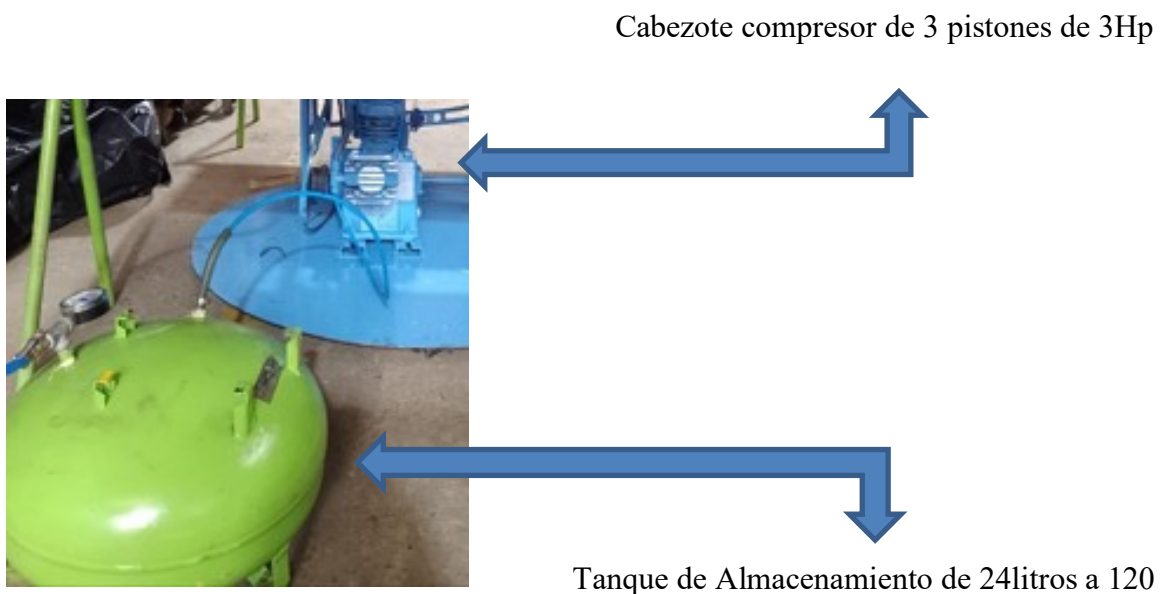 Cabezote compresor de 3 pistones de 3Hp
Tanque de Almacenamiento de 24litros a 120